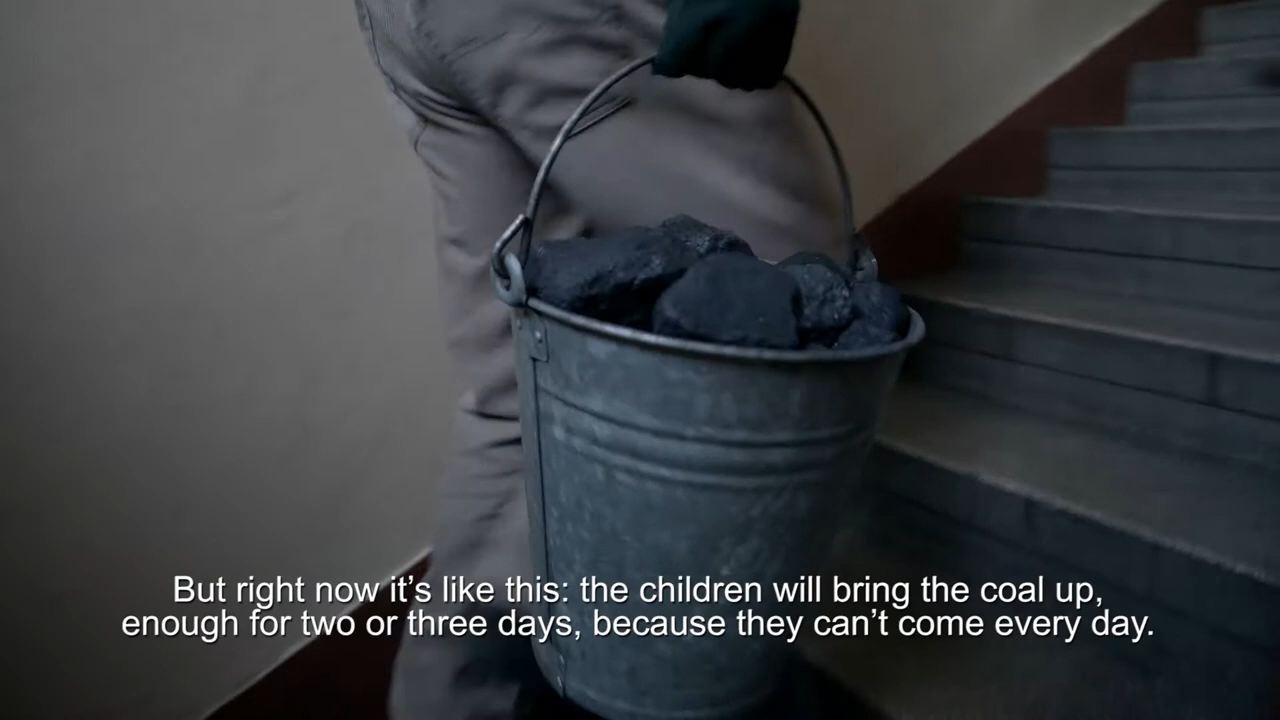 But right now it’s like this: the children will bring the coal up,
enough for two or three days, because they can’t come every day.